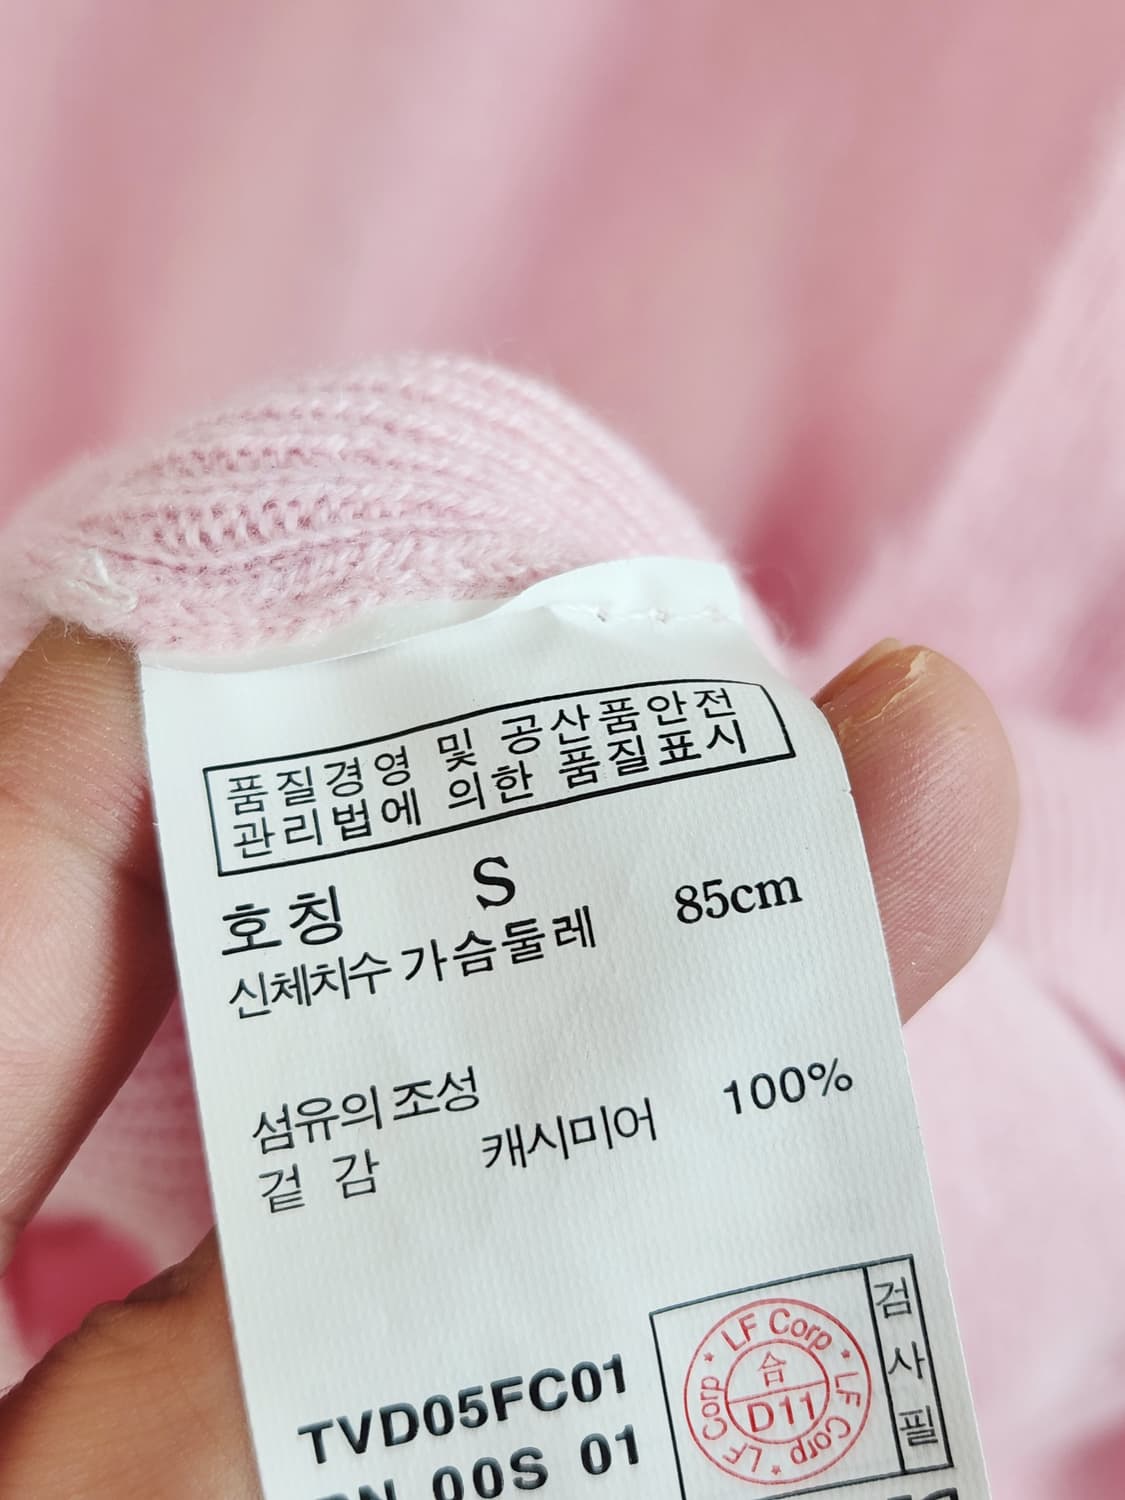 품질경영 및 공산품안전
관리법에 의한 품질표시
호칭 S
신체치수 가슴둘레 85cm
섬유의 조성
겉 감 캐시미어 100%
TVD05FC01
00S 01
LF Corp * LF Corp * LF Corp *
合
D11
검
사
필